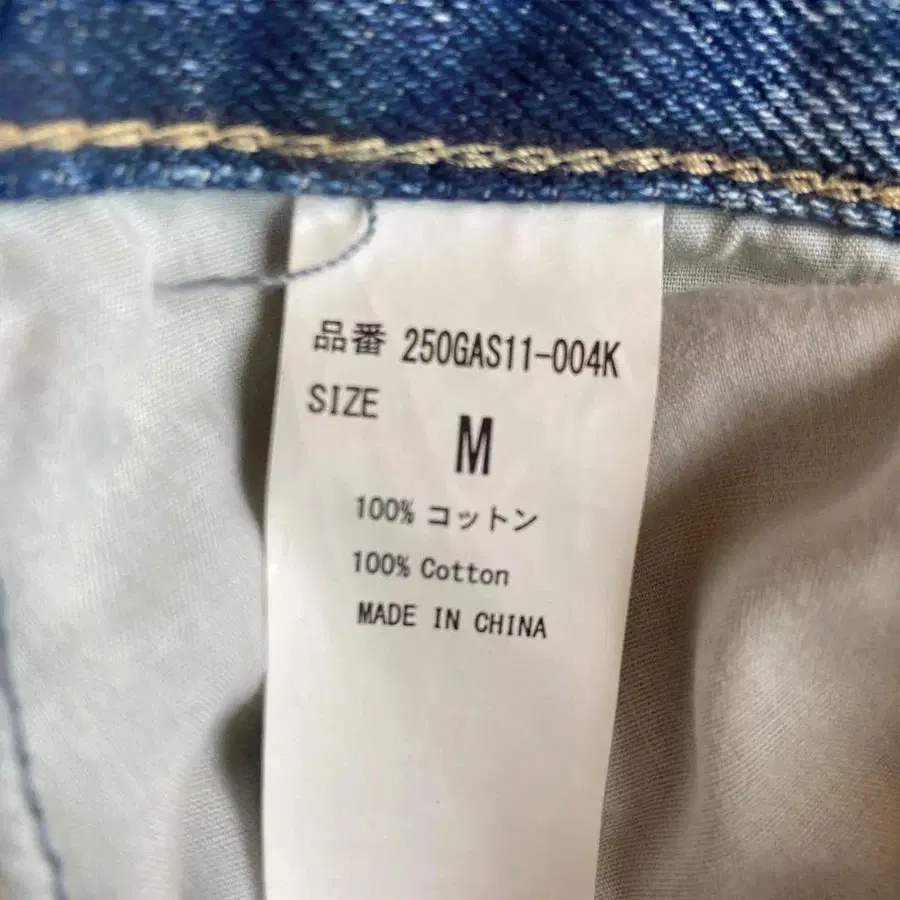 品番 250GAS11-004K
SIZE
M
100% コットン
100% Cotton
MADE IN CHINA